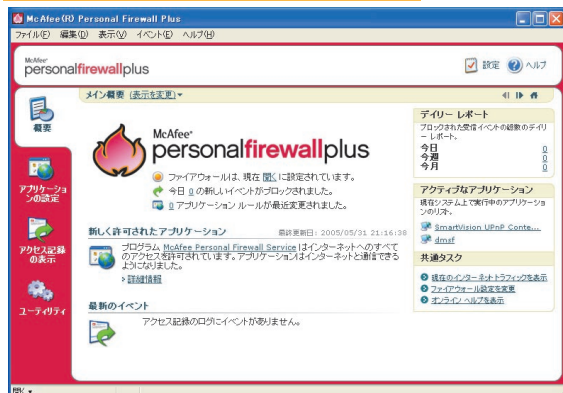 McAfee(R) Personal Firewall Plus
ファイル(F) 編集(D) 表示(V) イベント(E) ヘルプ(H)
McAfee
personalfirewallplus
設定 ヘルプ
概要
アプリケーションの設定
アクセス記録の表示
ユーティリティ
メイン概要 (表示を変更)
McAfee
personalfirewallplus
ファイアウォールは、現在 開く に設定されています。
今日 0 の新しいイベントがブロックされました。
0 アプリケーション ルールが最近変更されました。
新しく許可されたアプリケーション 最終更新日: 2005/05/31 21:16:38
プログラム McAfee Personal Firewall Service はインターネットへのすべて
のアクセスを許可されています。アプリケーションはインターネットと通信できる
ようになりました。
詳細情報
最新のイベント
アクセス記録のログにイベントがありません。
デイリー レポート
ブロックされた受信イベントの総数のデイリ
ー レポート。
今日 0
今週 0
今月 0
アクティブなアプリケーション
現在システム上で実行中のアプリケーショ
ンのリスト。
SmartVision UPnP Conte...
dmsf
共通タスク
現在のインターネットトラフィックを表示
ファイアウォール設定を変更
オンライン ヘルプを表示
開く